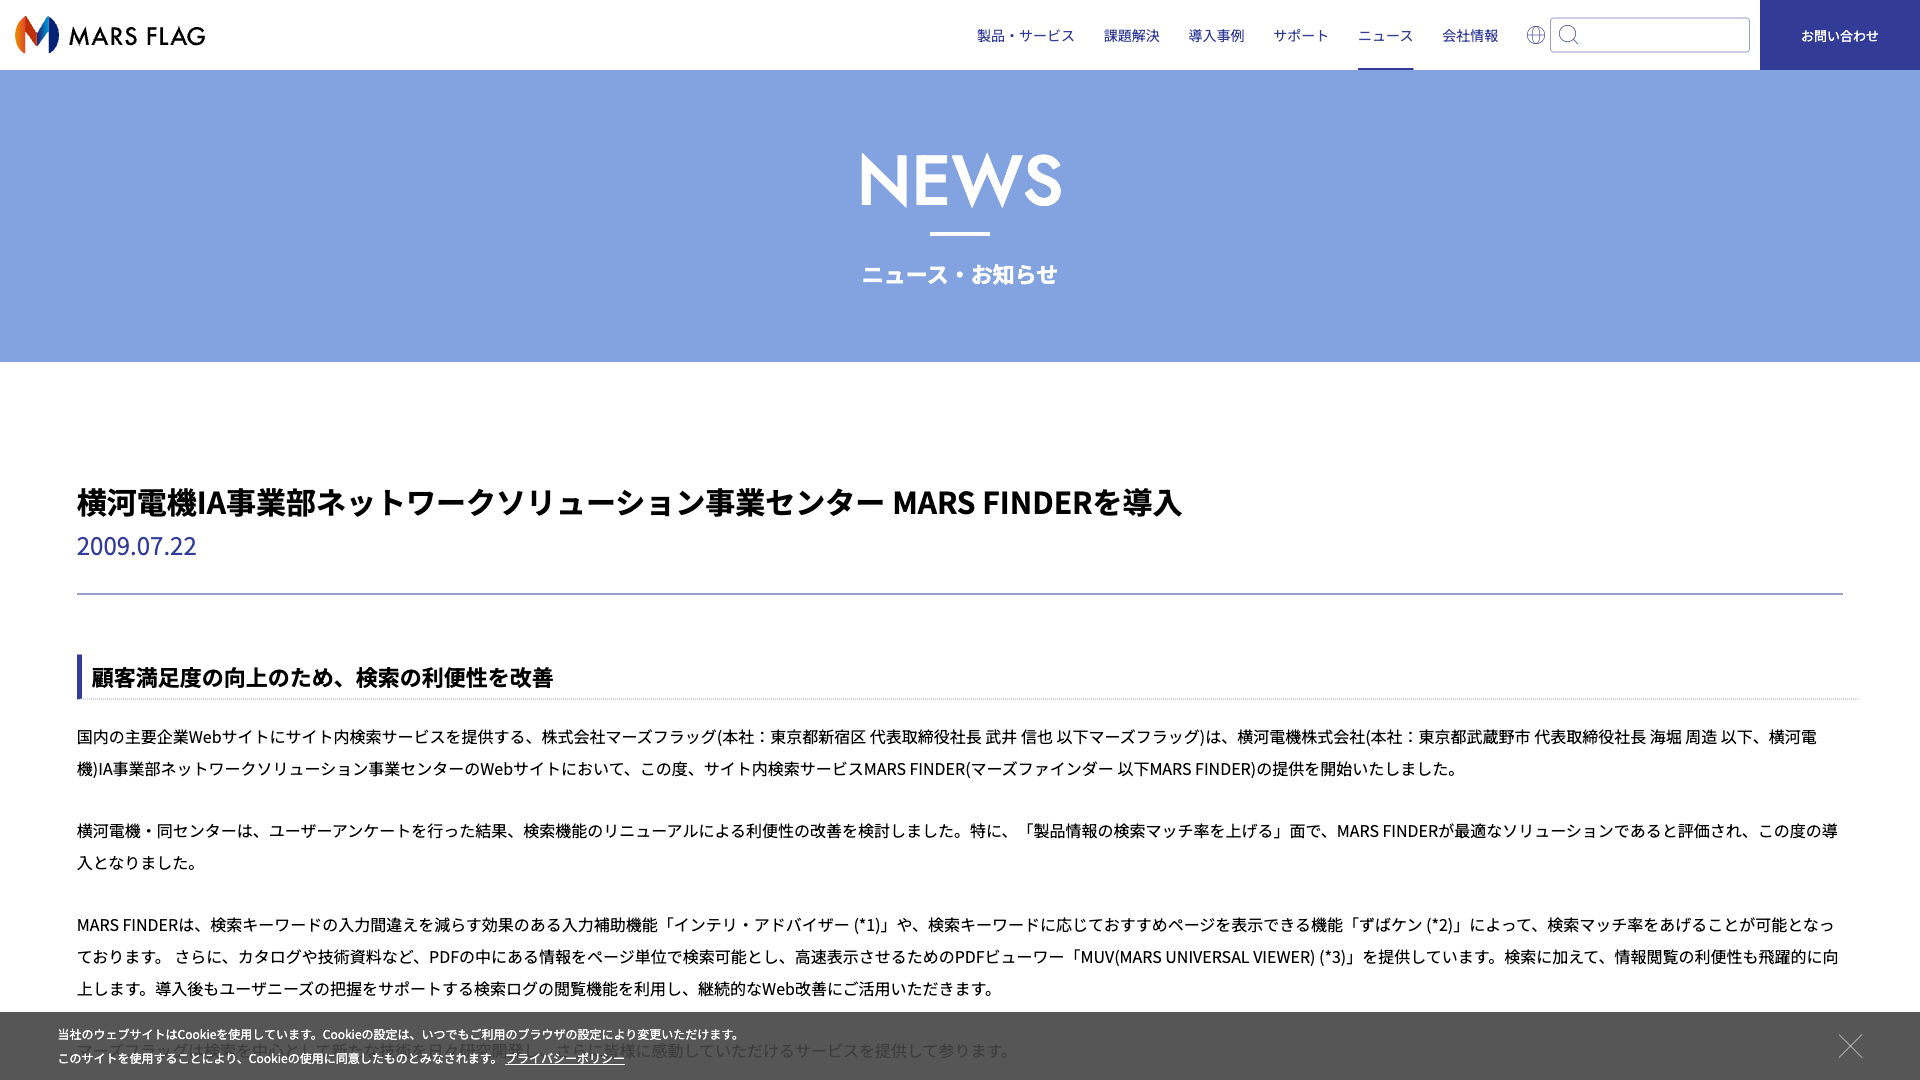 MARS FLAG
製品・サービス 課題解決 導入事例 サポート ニュース 会社情報 お問い合わせ
NEWS
ニュース・お知らせ
横河電機IA事業部ネットワークソリューション事業センター MARS FINDERを導入
2009.07.22
顧客満足度の向上のため、検索の利便性を改善
国内の主要企業Webサイトにサイト内検索サービスを提供する、株式会社マーズフラッグ(本社：東京都新宿区 代表取締役社長 武井 信也 以下マーズフラッグ)は、横河電機株式会社(本社：東京都武蔵野市 代表取締役社長 海堀 周造 以下、横河電
機)IA事業部ネットワークソリューション事業センターのWebサイトにおいて、この度、サイト内検索サービスMARS FINDER(マーズファインダー 以下MARS FINDER)の提供を開始いたしました。
横河電機・同センターは、ユーザーアンケートを行った結果、検索機能のリニューアルによる利便性の改善を検討しました。特に、「製品情報の検索マッチ率を上げる」面で、MARS FINDERが最適なソリューションであると評価され、この度の導
入となりました。
MARS FINDERは、検索キーワードの入力間違えを減らす効果のある入力補助機能「インテリ・アドバイザー (*1)」や、検索キーワードに応じておすすめページを表示できる機能「ずばケン (*2)」によって、検索マッチ率をあげることが可能となっ
ております。 さらに、カタログや技術資料など、PDFの中にある情報をページ単位で検索可能とし、高速表示させるためのPDFビューワー「MUV(MARS UNIVERSAL VIEWER) (*3)」を提供しています。検索に加えて、情報閲覧の利便性も飛躍的に向
上します。導入後もユーザニーズの把握をサポートする検索ログの閲覧機能を利用し、継続的なWeb改善にご活用いただきます。
当社のウェブサイトはCookieを使用しています。Cookieの設定は、いつでもご利用のブラウザの設定により変更いただけます。
マーズフラッグは検索を中心として新たな技術を日々研究開発し、さらに皆様に感動していただけるサービスを提供して参ります。
このサイトを使用することにより、Cookieの使用に同意したものとみなされます。 プライバシーポリシー